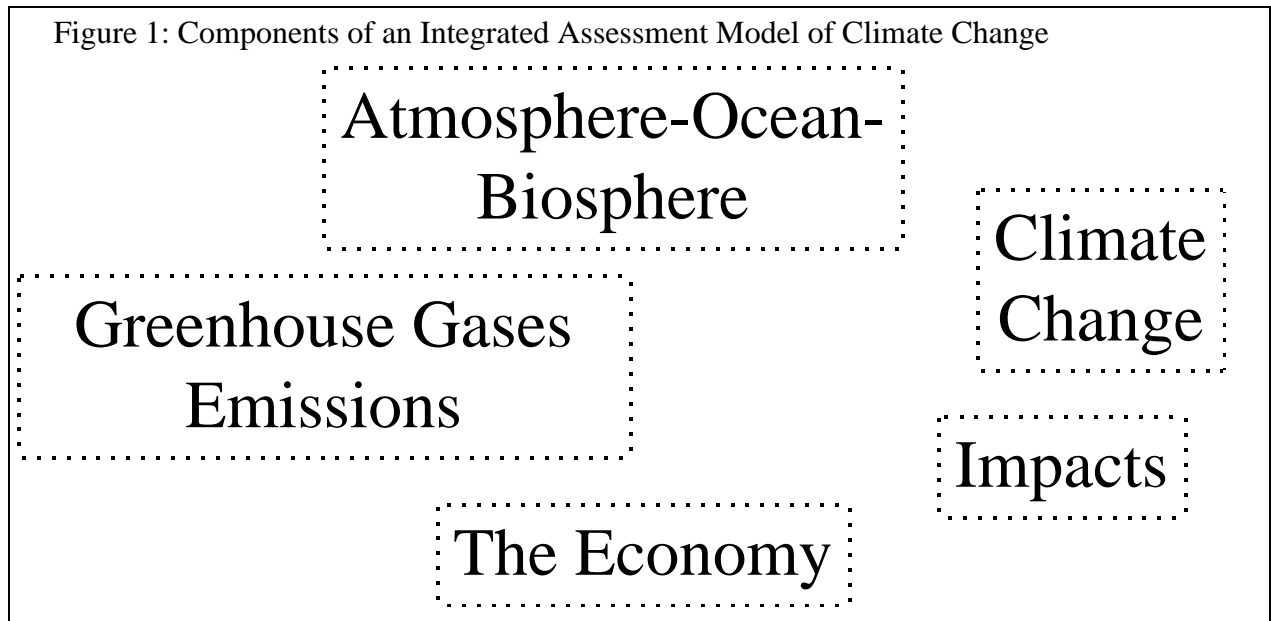 Figure 1: Components of an Integrated Assessment Model of Climate Change
Atmosphere-Ocean-
Biosphere
Climate
Change
Greenhouse Gases
Emissions
Impacts
The Economy